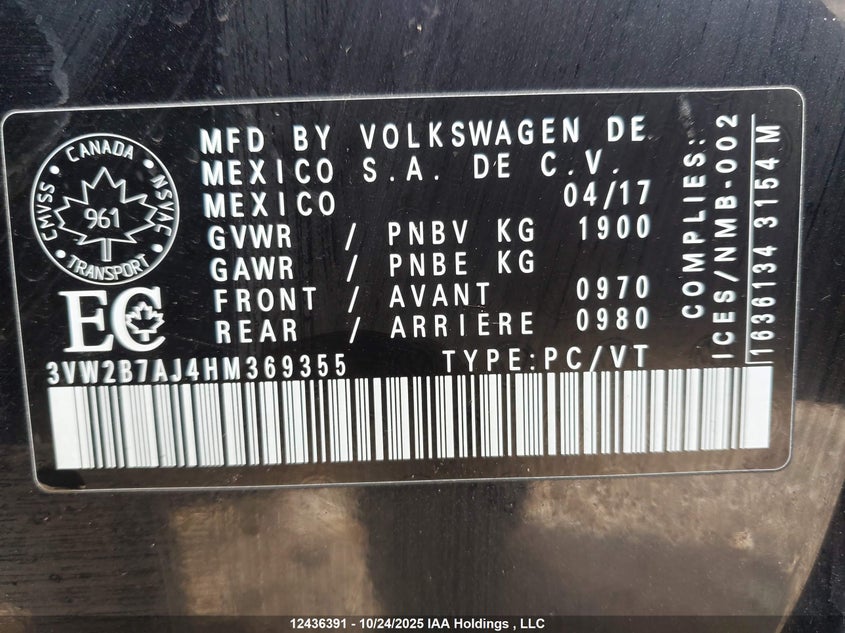 CANADA
CMVSS
NSVAC
961
TRANSPORT
EC
MFD BY VOLKSWAGEN DE
MEXICO S.A. DE C.V.
MEXICO 04/17
GVWR / PNBV KG 1900
GAWR / PNBE KG
FRONT / AVANT 0970
REAR / ARRIERE 0980
3VW2B7AJ4HM369355 TYPE:PC/VT
COMPLIES:
ICES/NMB-002
1636134 3154 M
12436391 - 10/24/2025 IAA Holdings , LLC